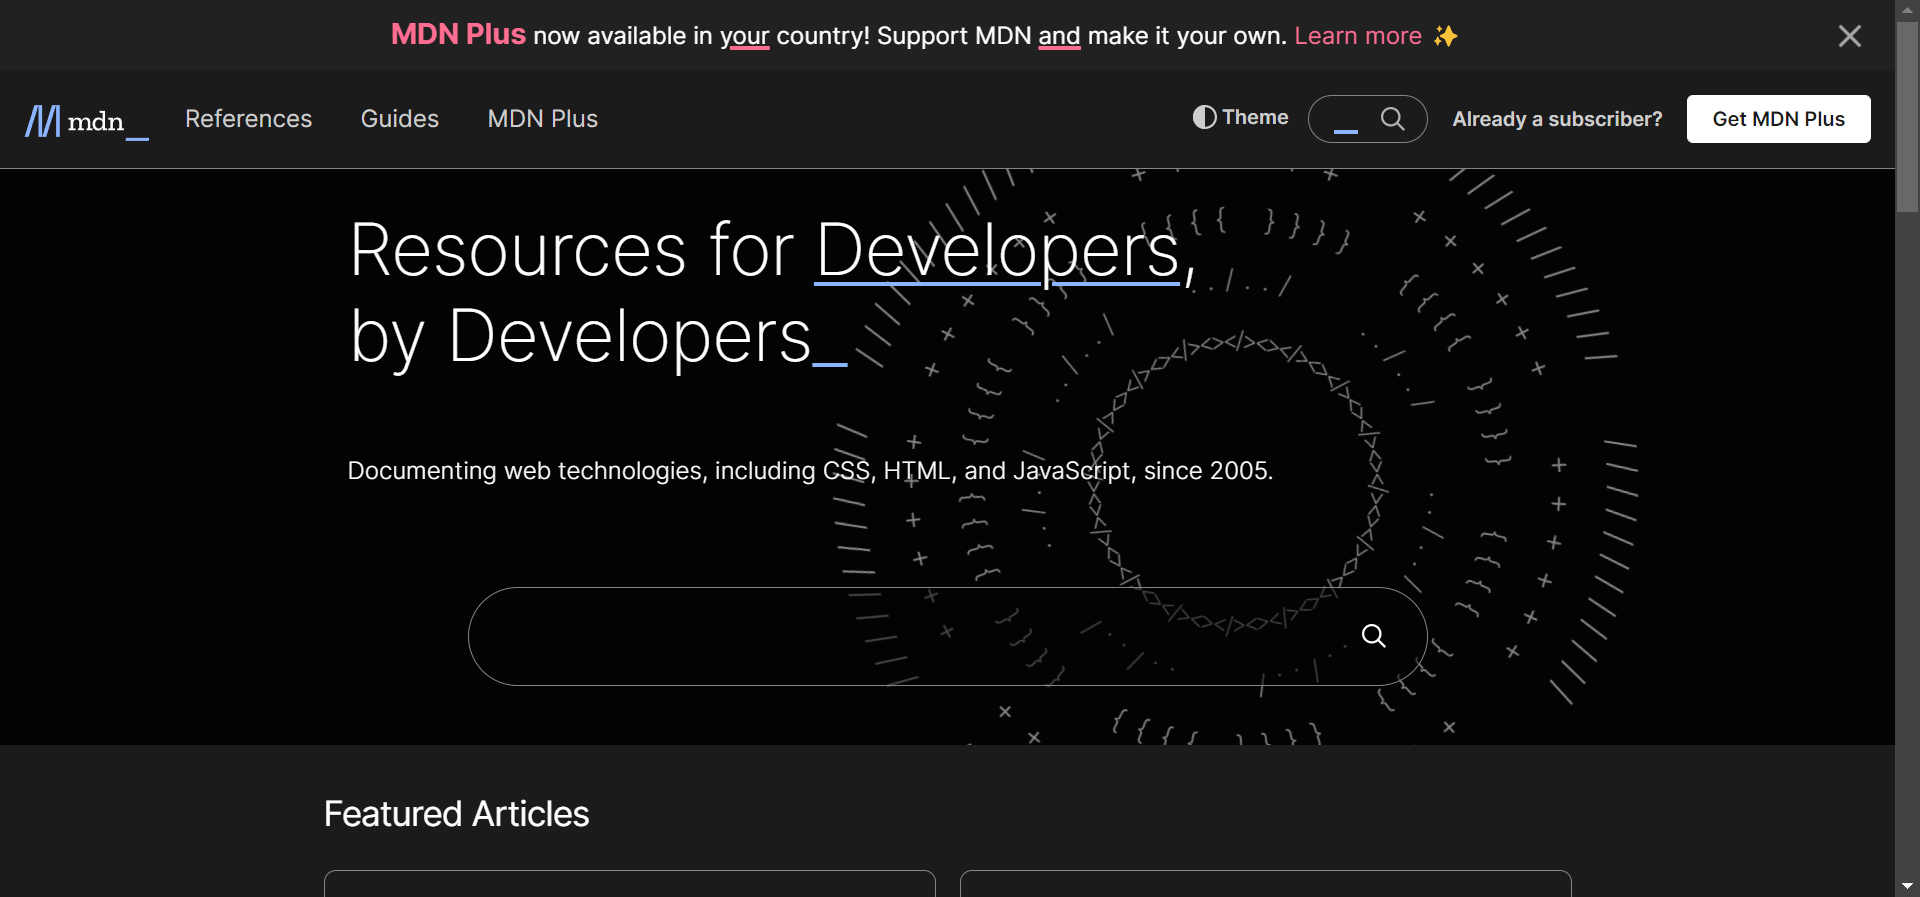 MDN Plus now available in your country! Support MDN and make it your own. Learn more ✨
mdn_
References Guides MDN Plus
Theme
Already a subscriber?
Get MDN Plus
Resources for Developers,
by Developers_
Documenting web technologies, including CSS, HTML, and JavaScript, since 2005.
Featured Articles